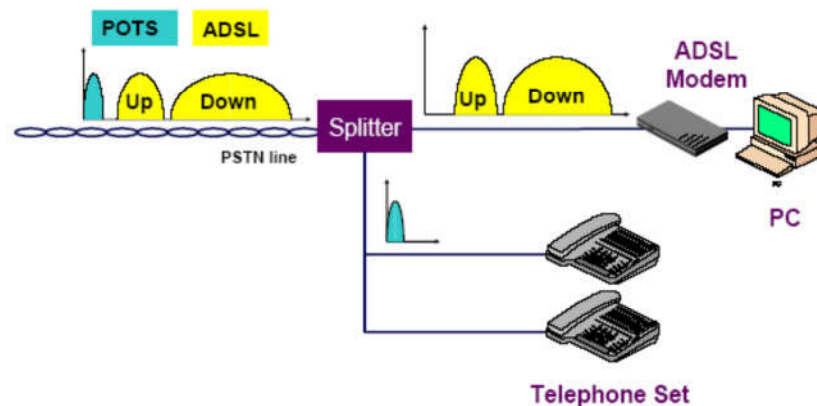 POTS ADSL
Up Down
Up Down
ADSL
Modem
Splitter
PSTN line
PC
Telephone Set